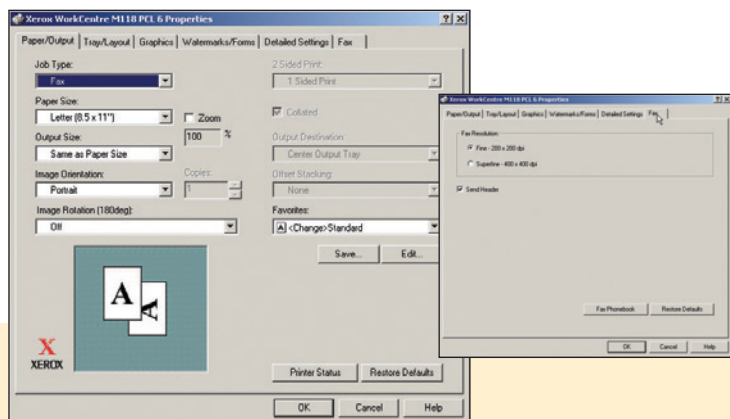 Xerox WorkCentre M118 PCL 6 Properties
Paper/Output Tray/Layout Graphics Watermarks/Forms Detailed Settings Fax
Job Type:
Fax
2 Sided Print:
1 Sided Print
Paper Size:
Letter (8.5 x 11")
Zoom
100 %
Collated
Output Size:
Same as Paper Size
Output Destination:
Center Output Tray
Image Orientation:
Portrait
Copies:
1
Offset Stacking:
None
Image Rotation (180deg):
Off
Favorites:
A <Change>Standard
Save... Edit...
A A
X
XEROX
Printer Status Restore Defaults
OK Cancel Help
Xerox WorkCentre M118 PCL 6 Properties
Paper/Output Tray/Layout Graphics Watermarks/Forms Detailed Settings Fax
Fax Resolution:
Fine - 200 x 200 dpi
Superfine - 400 x 400 dpi
Send Header
Fax Phonebook Restore Defaults
OK Cancel Help